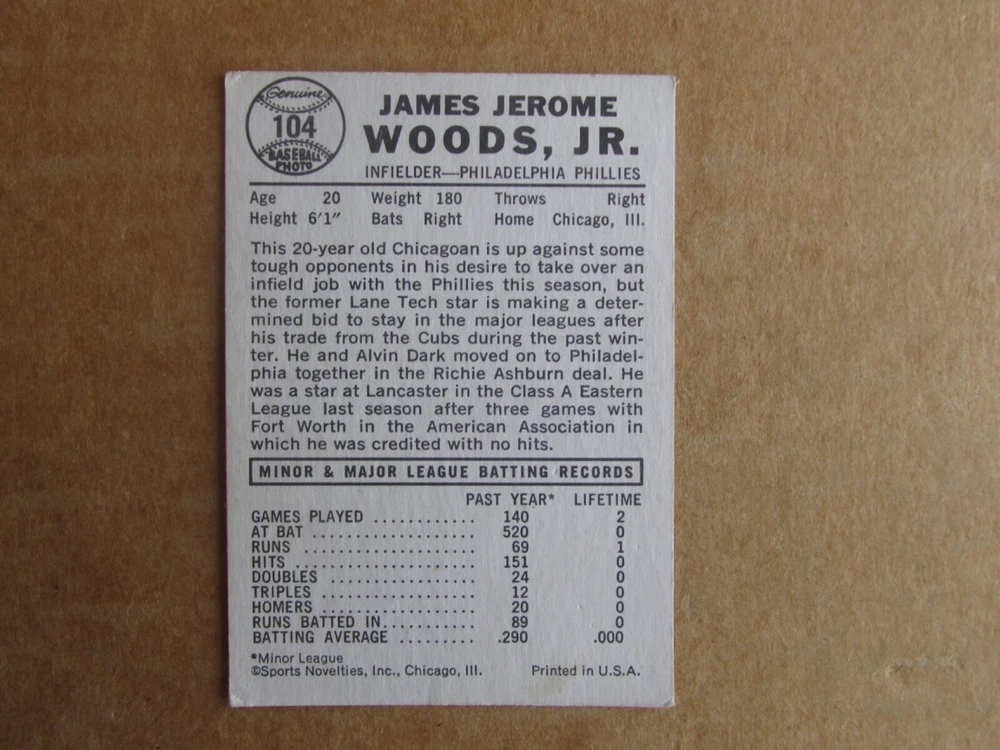 Genuine
104
BASEBALL
PHOTO
JAMES JEROME
WOODS, JR.
INFIELDER—PHILADELPHIA PHILLIES
Age 20 Weight 180 Throws Right
Height 6'1" Bats Right Home Chicago, Ill.
This 20-year old Chicagoan is up against some
tough opponents in his desire to take over an
infield job with the Phillies this season, but
the former Lane Tech star is making a deter-
mined bid to stay in the major leagues after
his trade from the Cubs during the past win-
ter. He and Alvin Dark moved on to Philadel-
phia together in the Richie Ashburn deal. He
was a star at Lancaster in the Class A Eastern
League last season after three games with
Fort Worth in the American Association in
which he was credited with no hits.
MINOR & MAJOR LEAGUE BATTING RECORDS
PAST YEAR* LIFETIME
GAMES PLAYED ............ 140 2
AT BAT .................... 520 0
RUNS ..................... 69 1
HITS ...................... 151 0
DOUBLES ................. 24 0
TRIPLES .................. 12 0
HOMERS .................. 20 0
RUNS BATTED IN........... 89 0
BATTING AVERAGE ......... .290 .000
*Minor League
©Sports Novelties, Inc., Chicago, Ill. Printed in U.S.A.